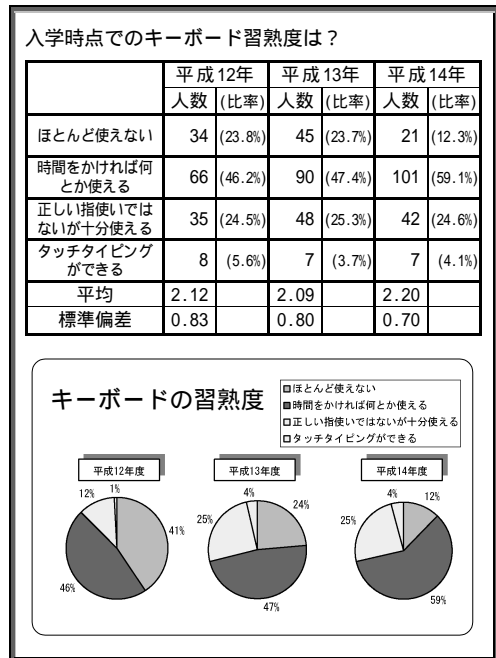 入学時点でのキーボード習熟度は？
平成12年 平成13年 平成14年
人数 (比率) 人数 (比率) 人数 (比率)
ほとんど使えない 34 (23.8%) 45 (23.7%) 21 (12.3%)
時間をかければ何
とか使える 66 (46.2%) 90 (47.4%) 101 (59.1%)
正しい指使いでは
ないが十分使える 35 (24.5%) 48 (25.3%) 42 (24.6%)
タッチタイピング
ができる 8 (5.6%) 7 (3.7%) 7 (4.1%)
平均 2.12 2.09 2.20
標準偏差 0.83 0.80 0.70
キーボードの習熟度
ほとんど使えない
時間をかければ何とか使える
正しい指使いではないが十分使える
タッチタイピングができる
平成12年度 平成13年度 平成14年度
12% 1% 41% 46%
4% 24% 25% 47%
4% 12% 25% 59%